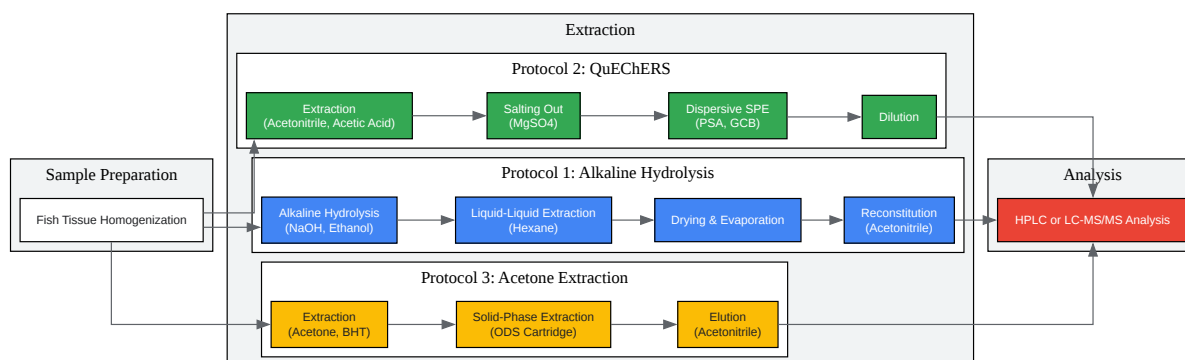 Extraction
Protocol 2: QuEChERS
Extraction
(Acetonitrile, Acetic Acid)
Salting Out
(MgSO4)
Dispersive SPE
(PSA, GCB)
Dilution
Sample Preparation
Fish Tissue Homogenization
Protocol 1: Alkaline Hydrolysis
Alkaline Hydrolysis
(NaOH, Ethanol)
Liquid-Liquid Extraction
(Hexane)
Drying & Evaporation
Reconstitution
(Acetonitrile)
Analysis
HPLC or LC-MS/MS Analysis
Protocol 3: Acetone Extraction
Extraction
(Acetone, BHT)
Solid-Phase Extraction
(ODS Cartridge)
Elution
(Acetonitrile)